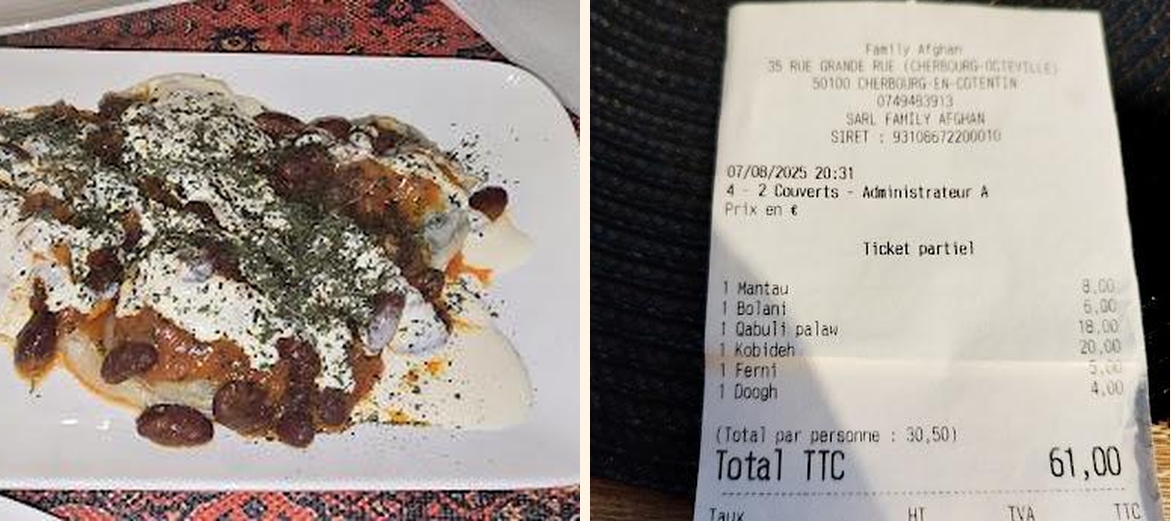 Family Afghan
35 RUE GRANDE RUE (CHERBOURG-OCTEVILLE)
50100 CHERBOURG-EN-COTENTIN
0749483913
SARL FAMILY AFGHAN
SIRET : 93108672200010
07/08/2025 20:31
4 - 2 Couverts - Administrateur A
Prix en €
Ticket partiel
1 Mantau 8,00
1 Bolani 6,00
1 Qabuli palaw 18,00
1 Kobideh 20,00
1 Ferni 5,00
1 Doogh 4,00
(Total par personne : 30,50)
Total TTC 61,00
Taux HT TVA TTC